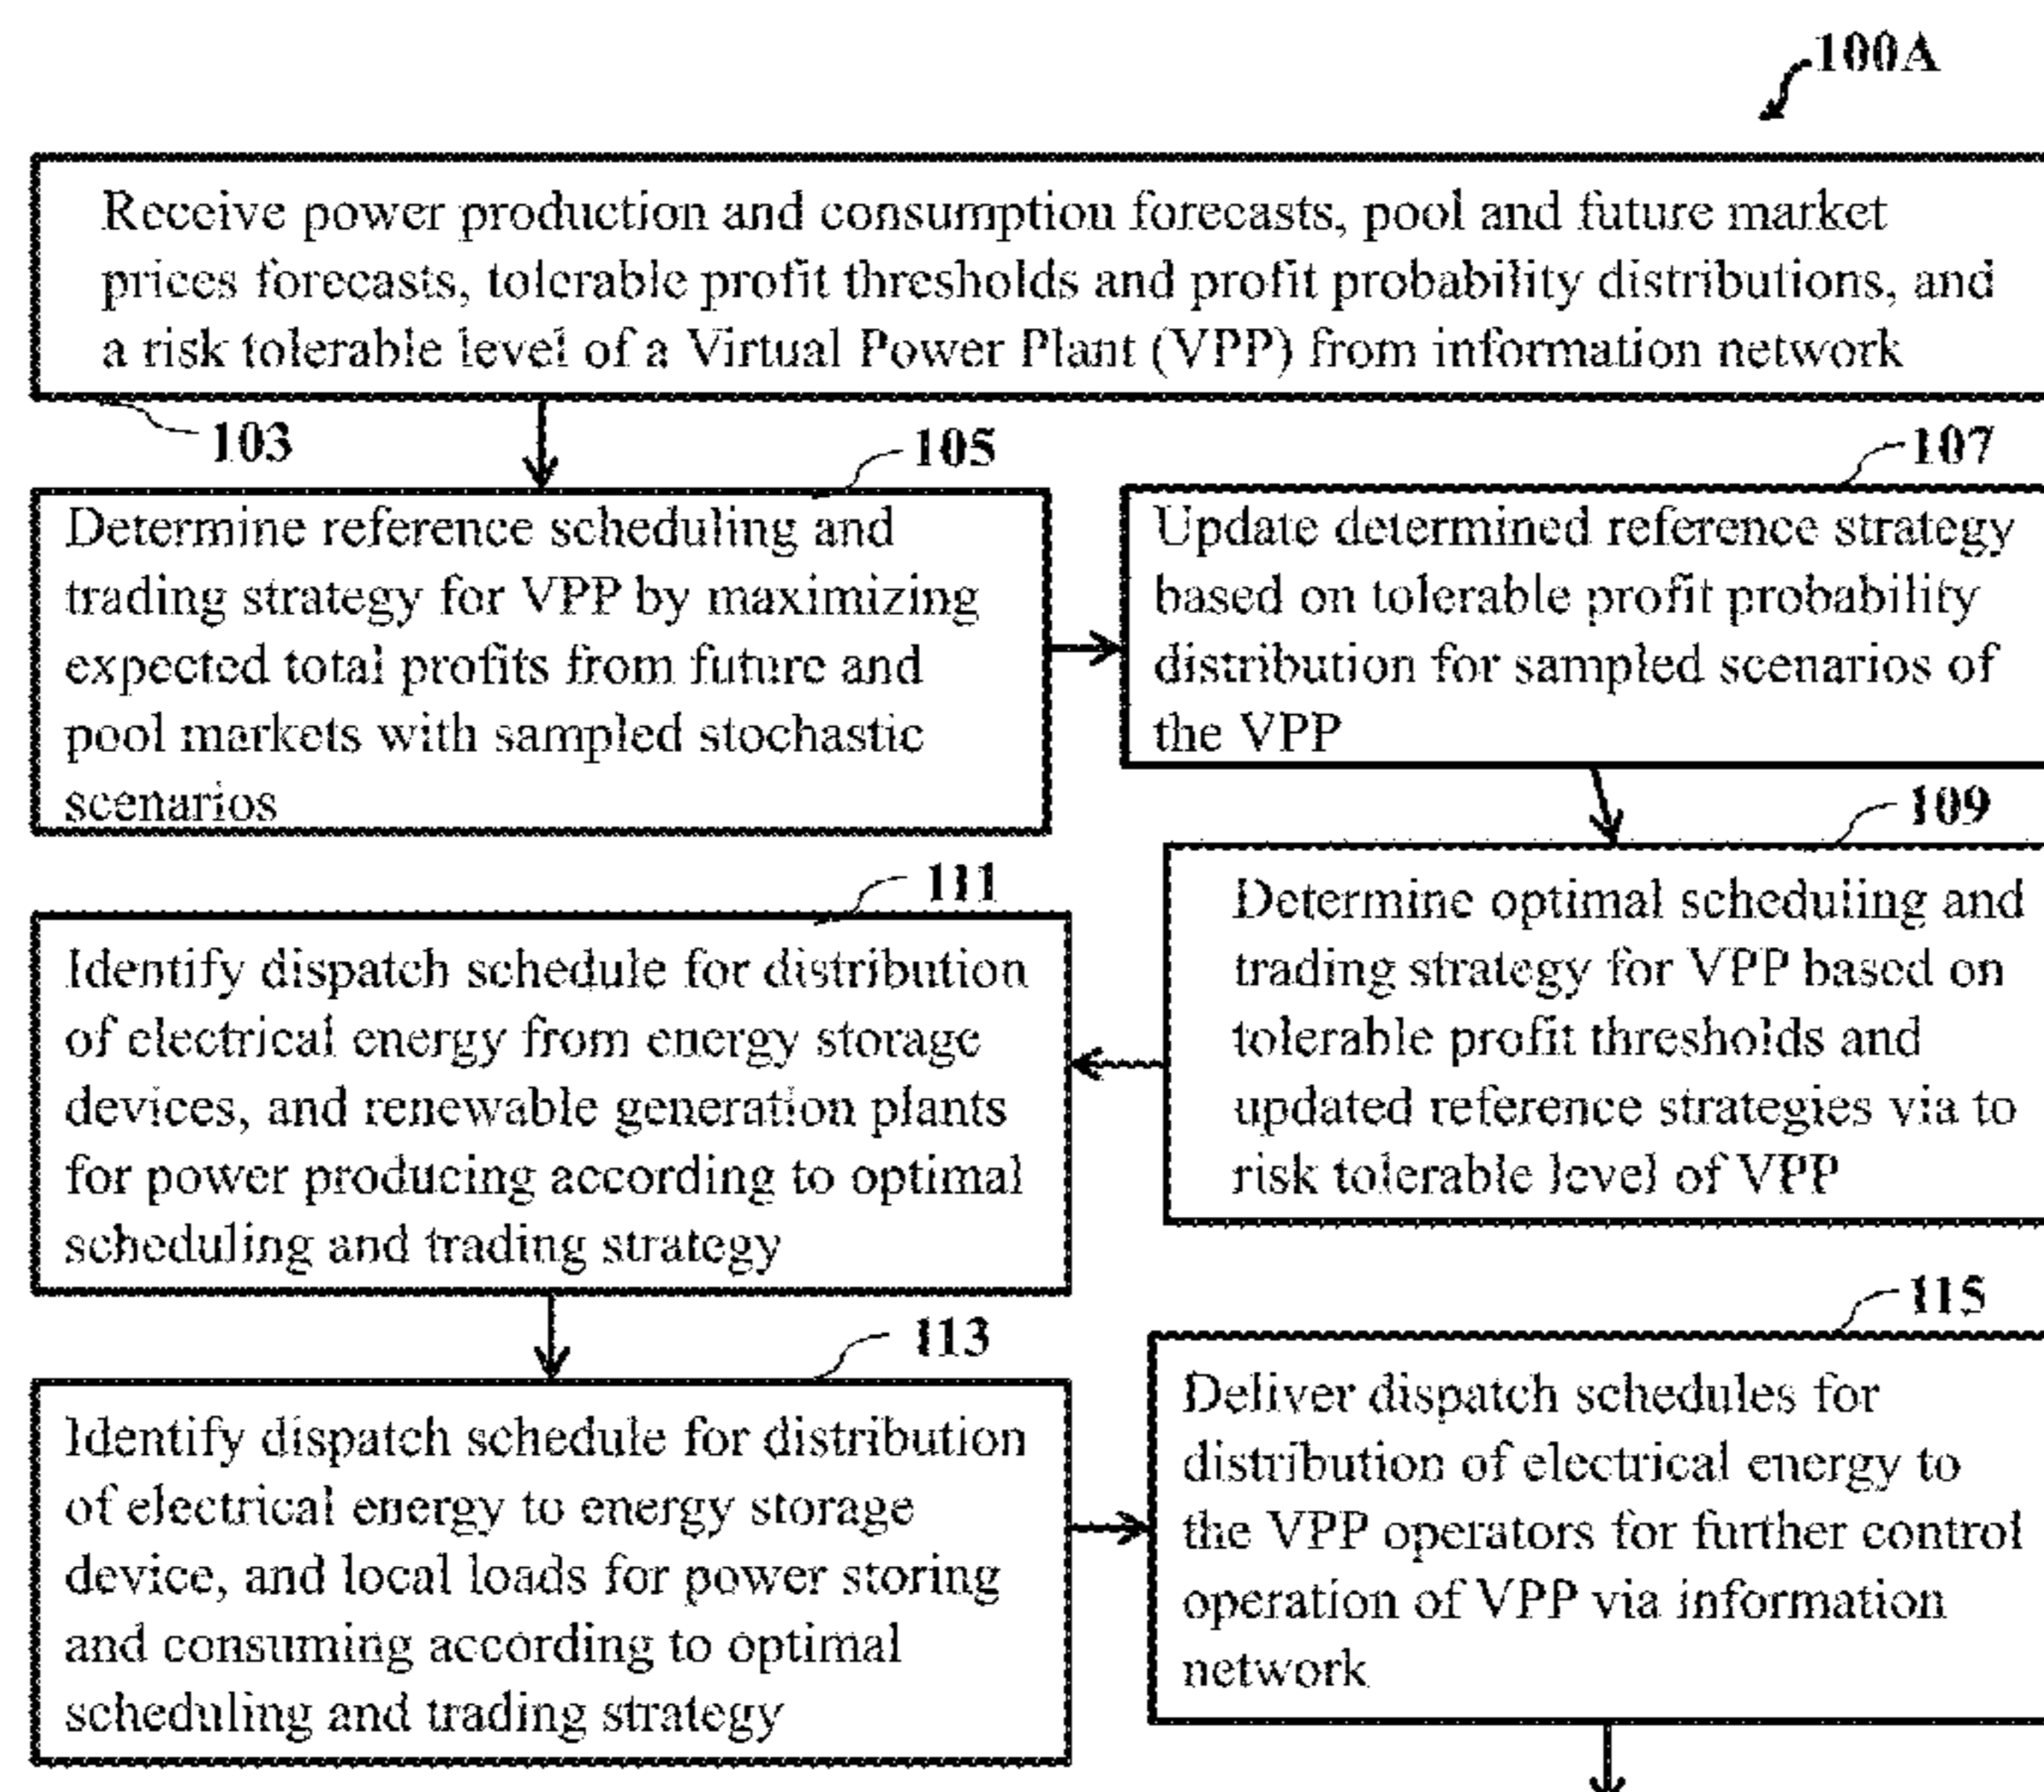 100A
Receive power production and consumption forecasts, pool and future market
prices forecasts, tolerable profit thresholds and profit probability distributions, and
a risk tolerable level of a Virtual Power Plant (VPP) from information network
103
105
Determine reference scheduling and
trading strategy for VPP by maximizing
expected total profits from future and
pool markets with sampled stochastic
scenarios
107
Update determined reference strategy
based on tolerable profit probability
distribution for sampled scenarios of
the VPP
109
Determine optimal scheduling and
trading strategy for VPP based on
tolerable profit thresholds and
updated reference strategies via to
risk tolerable level of VPP
111
Identify dispatch schedule for distribution
of electrical energy from energy storage
devices, and renewable generation plants
for power producing according to optimal
scheduling and trading strategy
113
Identify dispatch schedule for distribution
of electrical energy to energy storage
device, and local loads for power storing
and consuming according to optimal
scheduling and trading strategy
115
Deliver dispatch schedules for
distribution of electrical energy to
the VPP operators for further control
operation of VPP via information
network